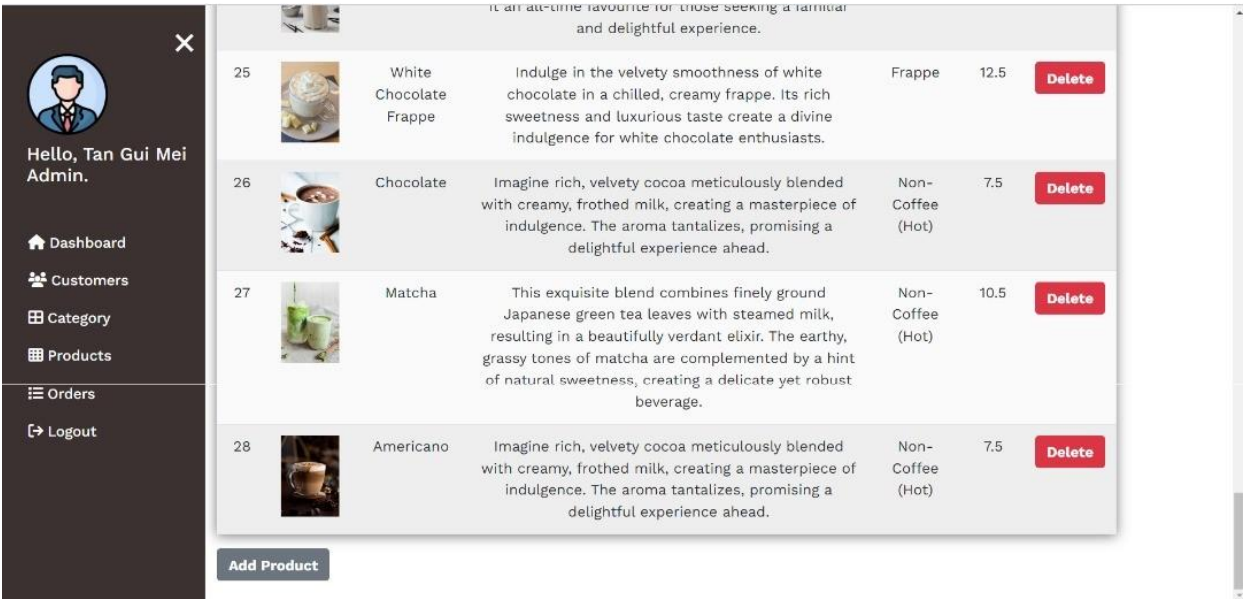 Hello, Tan Gui Mei
Admin.
Dashboard
Customers
Category
Products
Orders
Logout
it an all-time favourite for those seeking a familiar
and delightful experience.
25 White Indulge in the velvety smoothness of white Frappe 12.5 Delete
Chocolate chocolate in a chilled, creamy frappe. Its rich
Frappe sweetness and luxurious taste create a divine
indulgence for white chocolate enthusiasts.
26 Chocolate Imagine rich, velvety cocoa meticulously blended Non- 7.5 Delete
with creamy, frothed milk, creating a masterpiece of Coffee
indulgence. The aroma tantalizes, promising a (Hot)
delightful experience ahead.
27 Matcha This exquisite blend combines finely ground Non- 10.5 Delete
Japanese green tea leaves with steamed milk, Coffee
resulting in a beautifully verdant elixir. The earthy, (Hot)
grassy tones of matcha are complemented by a hint
of natural sweetness, creating a delicate yet robust
beverage.
28 Americano Imagine rich, velvety cocoa meticulously blended Non- 7.5 Delete
with creamy, frothed milk, creating a masterpiece of Coffee
indulgence. The aroma tantalizes, promising a (Hot)
delightful experience ahead.
Add Product